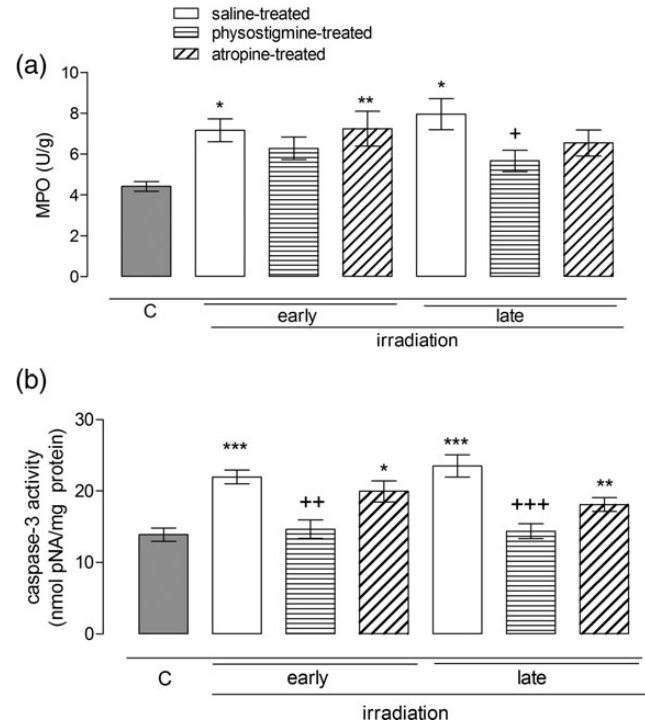 saline-treated
physostigmine-treated
atropine-treated
(a)
MPO (U/g)
10
8
6
4
2
0
*
**
*
+
C
early
late
irradiation
(b)
caspase-3 activity
(nmol pNA/mg protein)
30
20
10
0
***
++
*
***
+++
**
C
early
late
irradiation